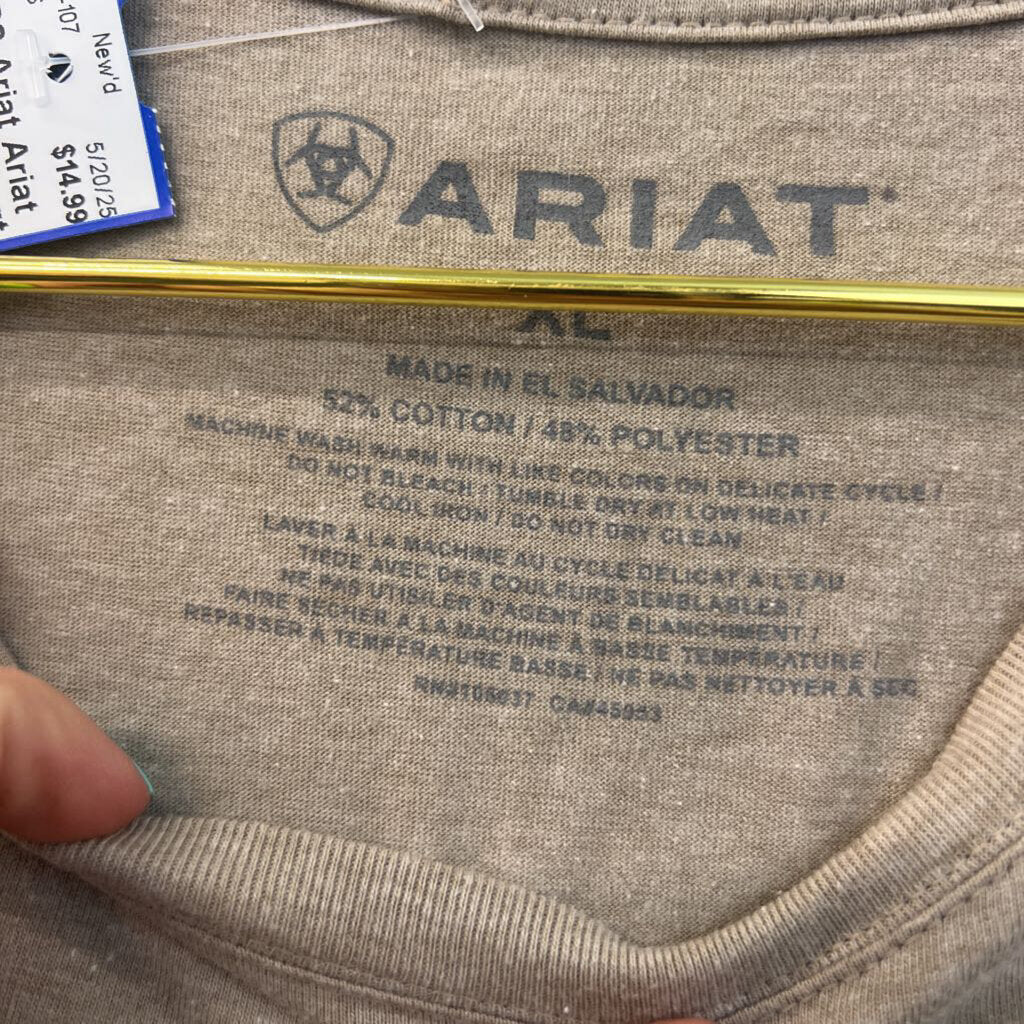 -107
New'd
5/20/25
$14.99
Ariat Ariat
ARIAT
XL
MADE IN EL SALVADOR
52% COTTON / 48% POLYESTER
MACHINE WASH WARM WITH LIKE COLORS ON DELICATE CYCLE /
DO NOT BLEACH / TUMBLE DRY AT LOW HEAT /
COOL IRON / DO NOT DRY CLEAN
LAVER À LA MACHINE AU CYCLE DÉLICAT À L'EAU
TIÈDE AVEC DES COULEURS SEMBLABLES /
NE PAS UTISILER D'AGENT DE BLANCHIMENT /
FAIRE SÉCHER À LA MACHINE À BASSE TEMPÉRATURE /
REPASSER À TEMPÉRATURE BASSE / NE PAS NETTOYER À SEC